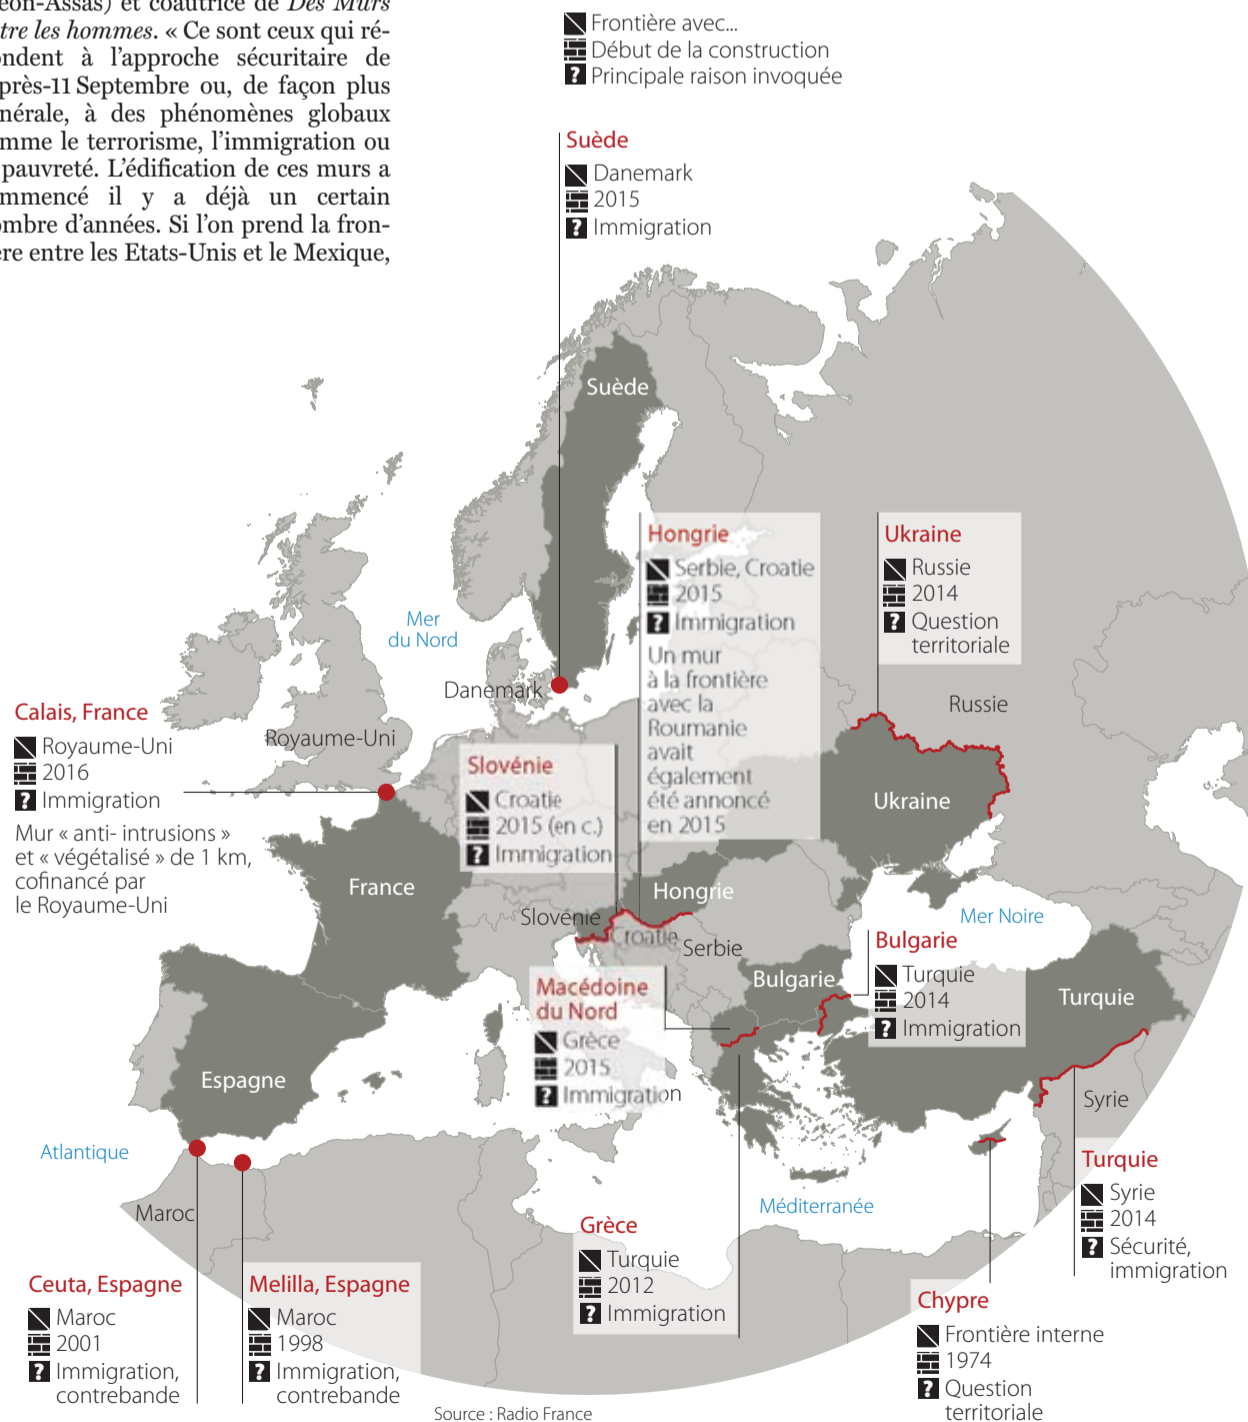 éon-Assas) et coautrice de Des Murs
tre les hommes. « Ce sont ceux qui ré-
ndent à l’approche sécuritaire de
près-11 Septembre ou, de façon plus
nérale, à des phénomènes globaux
mme le terrorisme, l’immigration ou
pauvreté. L’édification de ces murs a
mmencé il y a déjà un certain
ombre d’années. Si l’on prend la fron-
ère entre les Etats-Unis et le Mexique,
Frontière avec...
Début de la construction
? Principale raison invoquée
Suède
Danemark
2015
? Immigration
Suède
Hongrie
Serbie, Croatie
2015
? Immigration
Un mur
à la frontière
avec la
Roumanie
avait
également
été annoncé
en 2015
Ukraine
Russie
2014
? Question
territoriale
Mer
du Nord
Danemark
Russie
Calais, France
Royaume-Uni
2016
? Immigration
Mur « anti- intrusions »
et « végétalisé » de 1 km,
cofinancé par
le Royaume-Uni
Royaume-Uni
Slovénie
Croatie
2015 (en c.)
? Immigration
Ukraine
France
Hongrie
Slovénie
Croatie
Serbie
Mer Noire
Bulgarie
Turquie
2014
? Immigration
Bulgarie
Turquie
Macédoine
du Nord
Grèce
2015
? Immigration
Espagne
Syrie
Atlantique
Maroc
Méditerranée
Turquie
Syrie
2014
? Sécurité,
immigration
Grèce
Turquie
2012
? Immigration
Ceuta, Espagne
Maroc
2001
? Immigration,
contrebande
Melilla, Espagne
Maroc
1998
? Immigration,
contrebande
Chypre
Frontière interne
1974
? Question
territoriale
Source : Radio France